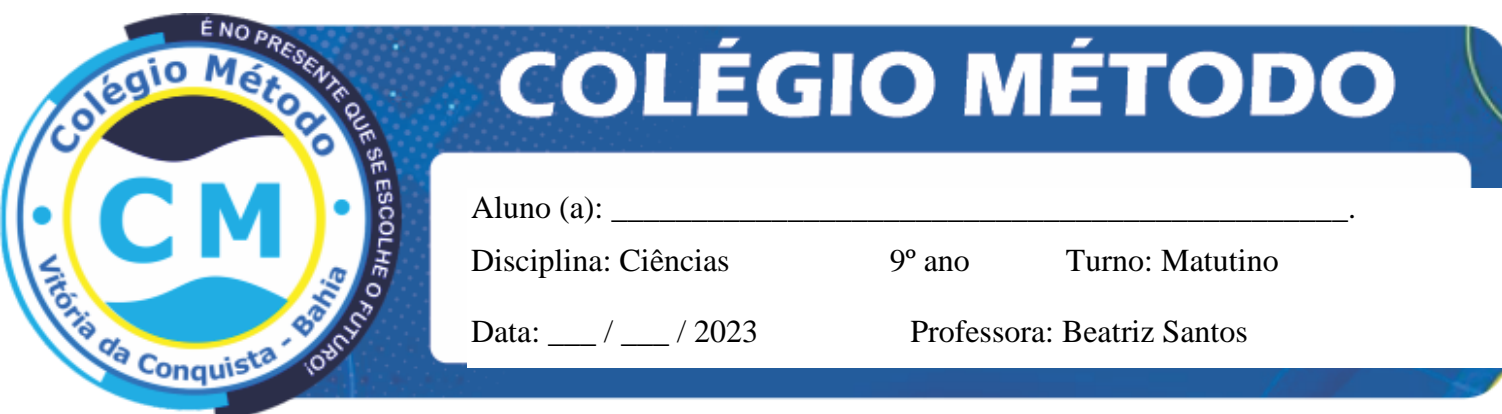 É NO PRESENTE QUE SE ESCOLHE O FUTURO!
Colégio Método
CM
Vitória da Conquista - Bahia
COLÉGIO MÉTODO
Aluno (a): ______________________________________________.
Disciplina: Ciências 9º ano Turno: Matutino
Data: ___ / ___ / 2023 Professora: Beatriz Santos